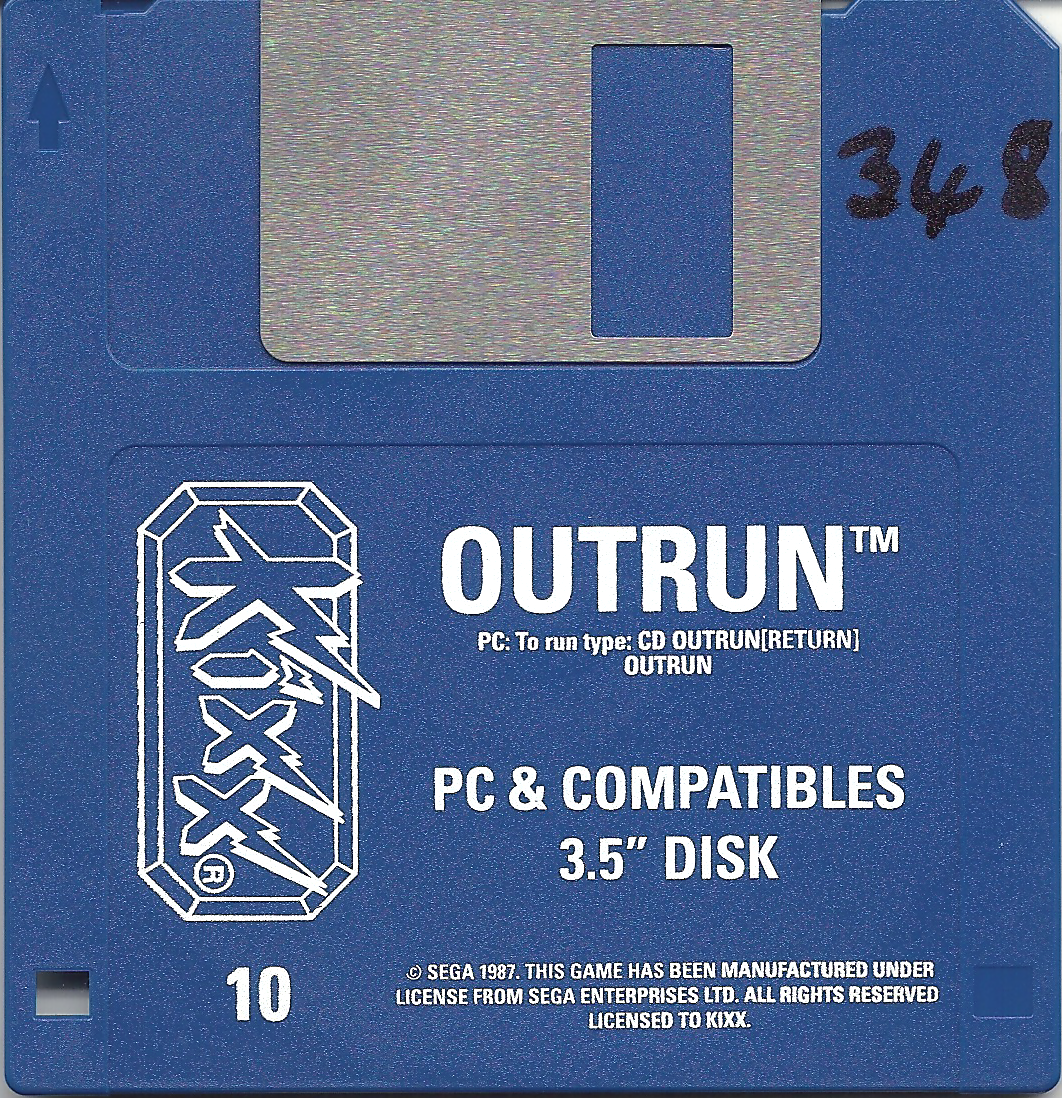 348
KIXX®
OUTRUN™
PC: To run type: CD OUTRUN[RETURN]
OUTRUN
PC & COMPATIBLES
3.5" DISK
10
© SEGA 1987. THIS GAME HAS BEEN MANUFACTURED UNDER
LICENSE FROM SEGA ENTERPRISES LTD. ALL RIGHTS RESERVED
LICENSED TO KIXX.